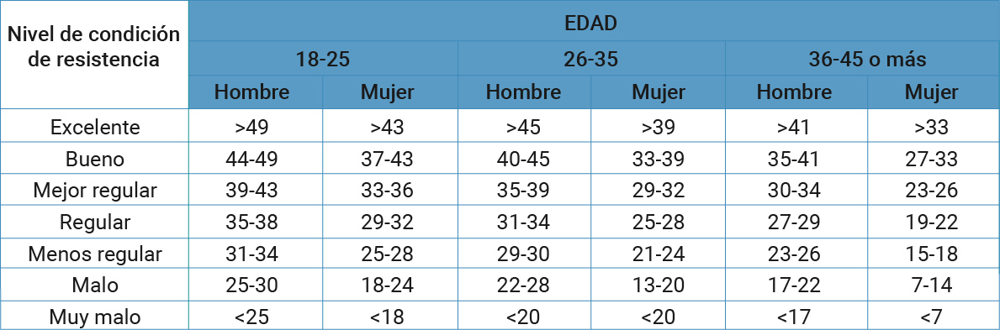 Nivel de condición
de resistencia
EDAD
18-25 26-35 36-45 o más
Hombre Mujer Hombre Mujer Hombre Mujer
Excelente >49 >43 >45 >39 >41 >33
Bueno 44-49 37-43 40-45 33-39 35-41 27-33
Mejor regular 39-43 33-36 35-39 29-32 30-34 23-26
Regular 35-38 29-32 31-34 25-28 27-29 19-22
Menos regular 31-34 25-28 29-30 21-24 23-26 15-18
Malo 25-30 18-24 22-28 13-20 17-22 7-14
Muy malo <25 <18 <20 <20 <17 <7